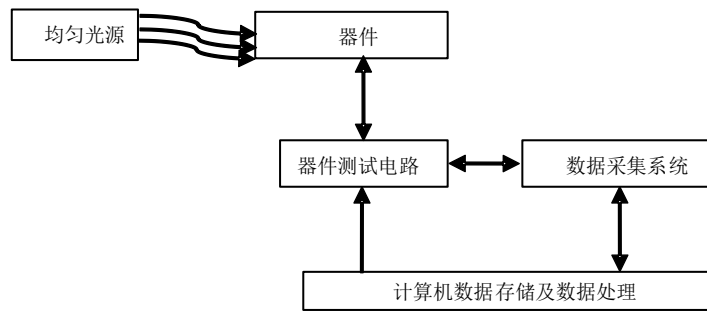 均匀光源
器件
器件测试电路
数据采集系统
计算机数据存储及数据处理